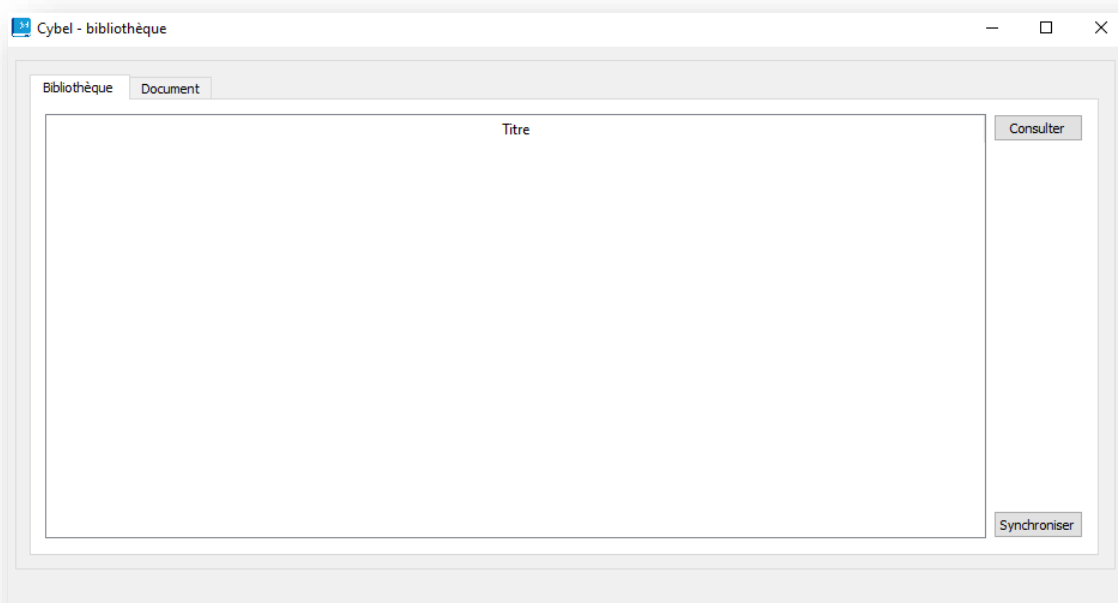 Cybel - bibliothèque
Bibliothèque Document
Titre
Consulter
Synchroniser